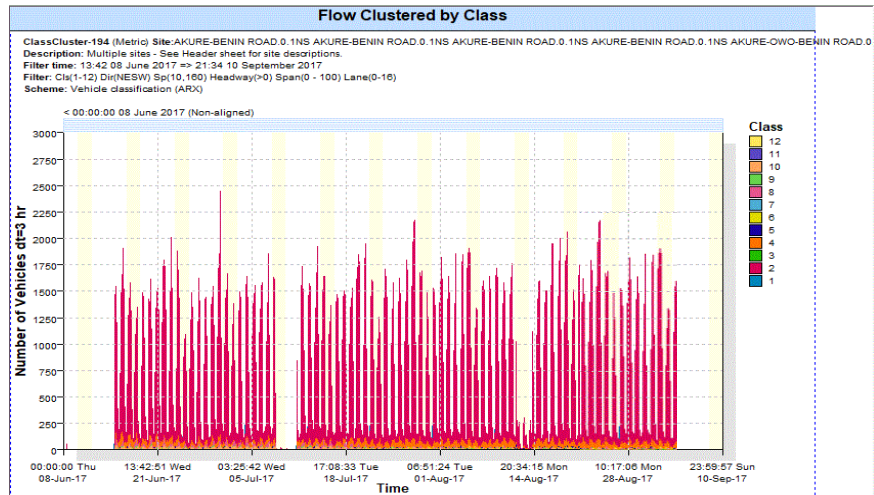 Flow Clustered by Class
ClassCluster-194 (Metric) Site:AKURE-BENIN ROAD.0.1NS AKURE-BENIN ROAD.0.1NS AKURE-BENIN ROAD.0.1NS AKURE-OWO-BENIN ROAD.0
Description: Multiple sites - See Header sheet for site descriptions.
Filter time: 13:42 08 June 2017 => 21:34 10 September 2017
Filter: Cls(1-12) Dir(NESW) Sp(10,160) Headway(>0) Span(0 - 100) Lane(0-16)
Scheme: Vehicle classification (ARX)
< 00:00:00 08 June 2017 (Non-aligned)
Number of Vehicles dt=3 hr
3000
2750
2500
2250
2000
1750
1500
1250
1000
750
500
250
0
Class
12
11
10
9
8
7
6
5
4
3
2
1
00:00:00 Thu 13:42:51 Wed 03:25:42 Wed 17:08:33 Tue 06:51:24 Tue 20:34:15 Mon 10:17:06 Mon 23:59:57 Sun
08-Jun-17 21-Jun-17 05-Jul-17 18-Jul-17 01-Aug-17 14-Aug-17 28-Aug-17 10-Sep-17
Time